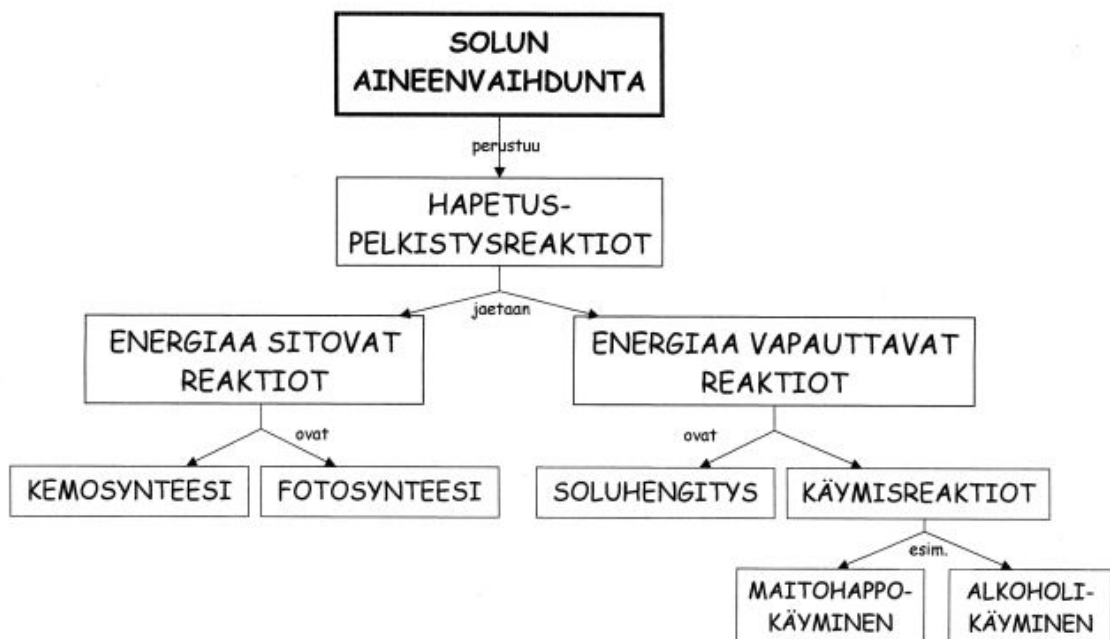 SOLUN
AINEENVAIHDUNTA
perustuu
HAPETUS-
PELKISTYSREAKTIOT
jaetaan
ENERGIAA SITOVAT
REAKTIOT
ENERGIAA VAPAUTTAVAT
REAKTIOT
ovat
ovat
KEMOSYNTEESI
FOTOSYNTEESI
SOLUHENGITYS
KÄYMISREAKTIOT
esim.
MAITOHAPPO-
KÄYMINEN
ALKOHOLI-
KÄYMINEN